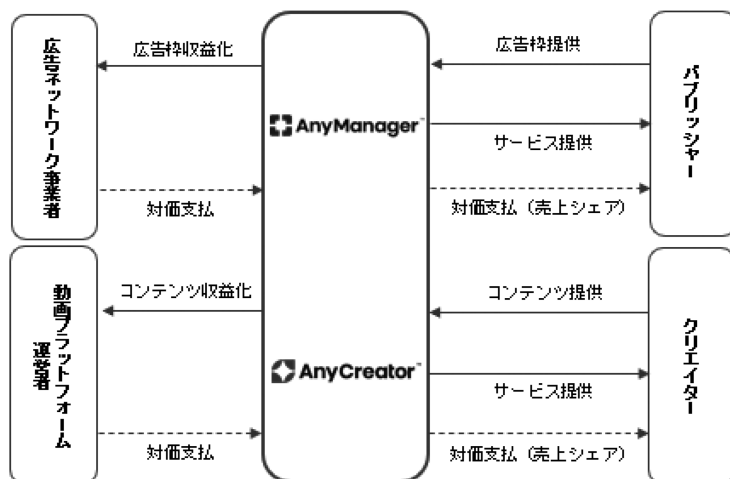 広告ネットワーク事業者
広告枠収益化
対価支払
AnyManager™
広告枠提供
サービス提供
対価支払（売上シェア）
パブリッシャー
動画プラットフォーム
運営者
コンテンツ収益化
対価支払
AnyCreator™
コンテンツ提供
サービス提供
対価支払（売上シェア）
クリエイター